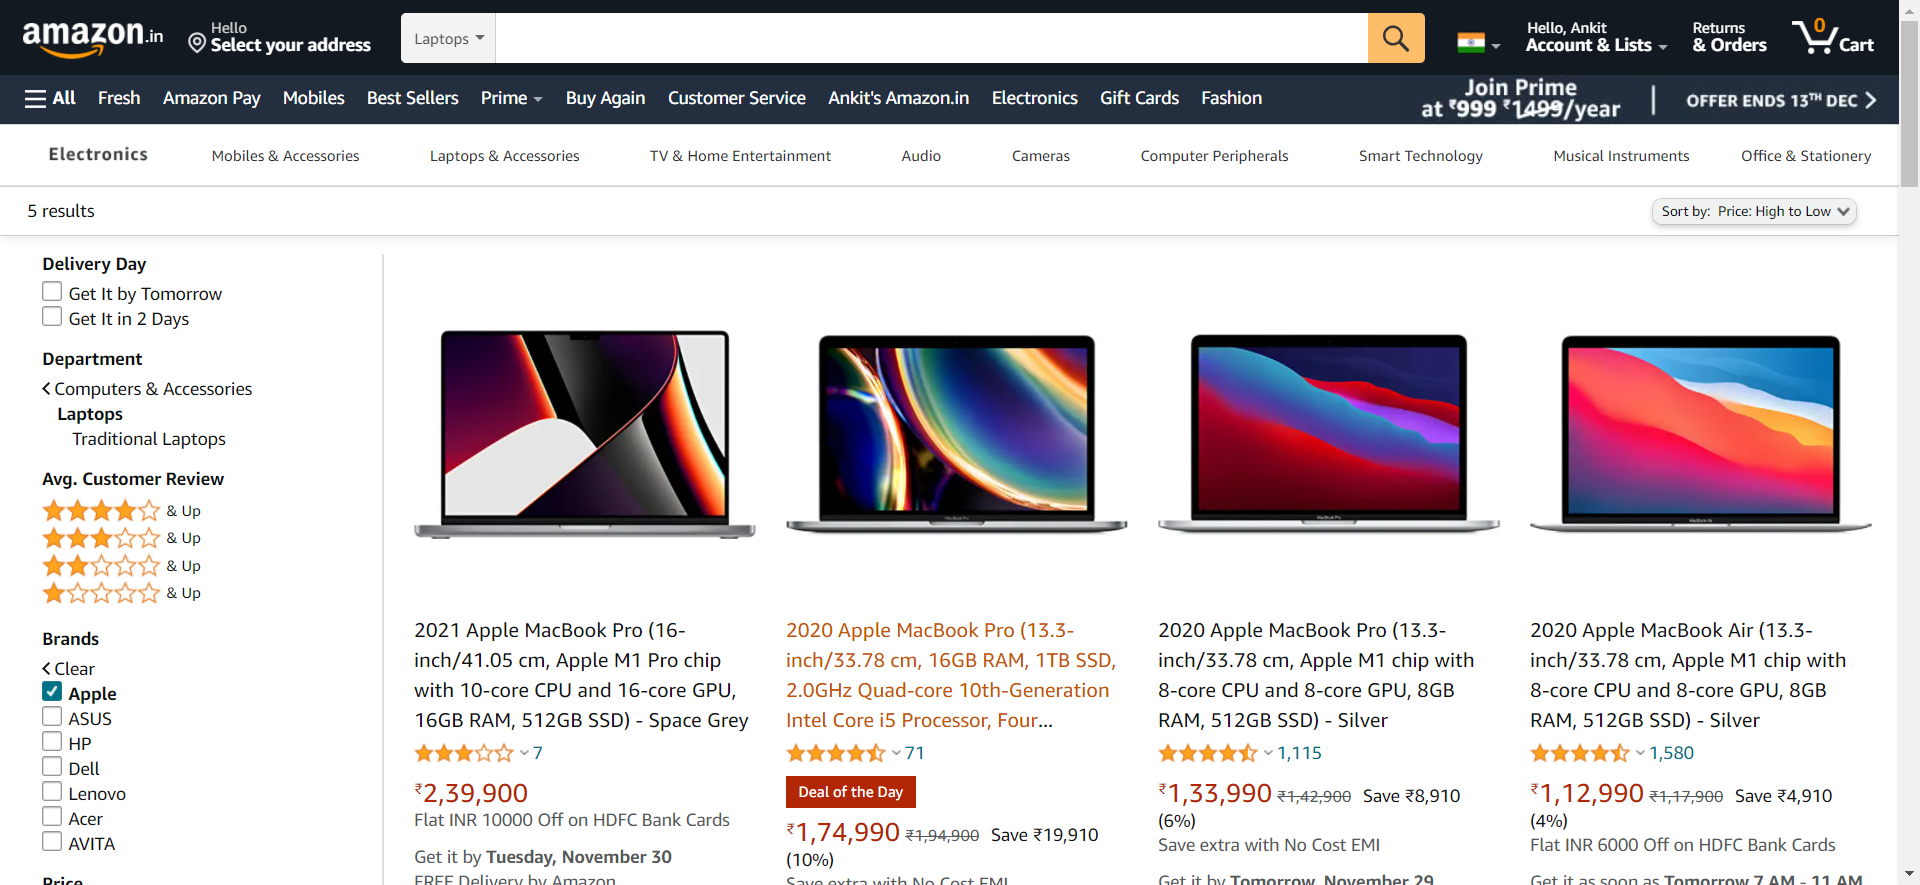 amazon.in
Hello
Select your address
Laptops
Hello, Ankit
Account & Lists
Returns
& Orders
0
Cart
All
Fresh
Amazon Pay
Mobiles
Best Sellers
Prime
Buy Again
Customer Service
Ankit's Amazon.in
Electronics
Gift Cards
Fashion
Join Prime
at ₹999 ₹1499/year
OFFER ENDS 13TH DEC
Electronics
Mobiles & Accessories
Laptops & Accessories
TV & Home Entertainment
Audio
Cameras
Computer Peripherals
Smart Technology
Musical Instruments
Office & Stationery
5 results
Sort by: Price: High to Low
Delivery Day
Get It by Tomorrow
Get It in 2 Days
Department
Computers & Accessories
Laptops
Traditional Laptops
Avg. Customer Review
& Up
& Up
& Up
& Up
Brands
Clear
Apple
ASUS
HP
Dell
Lenovo
Acer
AVITA
Price
2021 Apple MacBook Pro (16-
inch/41.05 cm, Apple M1 Pro chip
with 10-core CPU and 16-core GPU,
16GB RAM, 512GB SSD) - Space Grey
7
₹2,39,900
Flat INR 10000 Off on HDFC Bank Cards
Get it by Tuesday, November 30
FREE Delivery by Amazon
MacBook Pro
2020 Apple MacBook Pro (13.3-
inch/33.78 cm, 16GB RAM, 1TB SSD,
2.0GHz Quad-core 10th-Generation
Intel Core i5 Processor, Four...
71
Deal of the Day
₹1,74,990 ₹1,94,900 Save ₹19,910
(10%)
Save extra with No Cost EMI
MacBook Pro
2020 Apple MacBook Pro (13.3-
inch/33.78 cm, Apple M1 chip with
8-core CPU and 8-core GPU, 8GB
RAM, 512GB SSD) - Silver
1,115
₹1,33,990 ₹1,42,900 Save ₹8,910
(6%)
Save extra with No Cost EMI
Get it by Tomorrow, November 29
MacBook Air
2020 Apple MacBook Air (13.3-
inch/33.78 cm, Apple M1 chip with
8-core CPU and 8-core GPU, 8GB
RAM, 512GB SSD) - Silver
1,580
₹1,12,990 ₹1,17,900 Save ₹4,910
(4%)
Flat INR 6000 Off on HDFC Bank Cards
Get it as soon as Tomorrow 7 AM - 11 AM